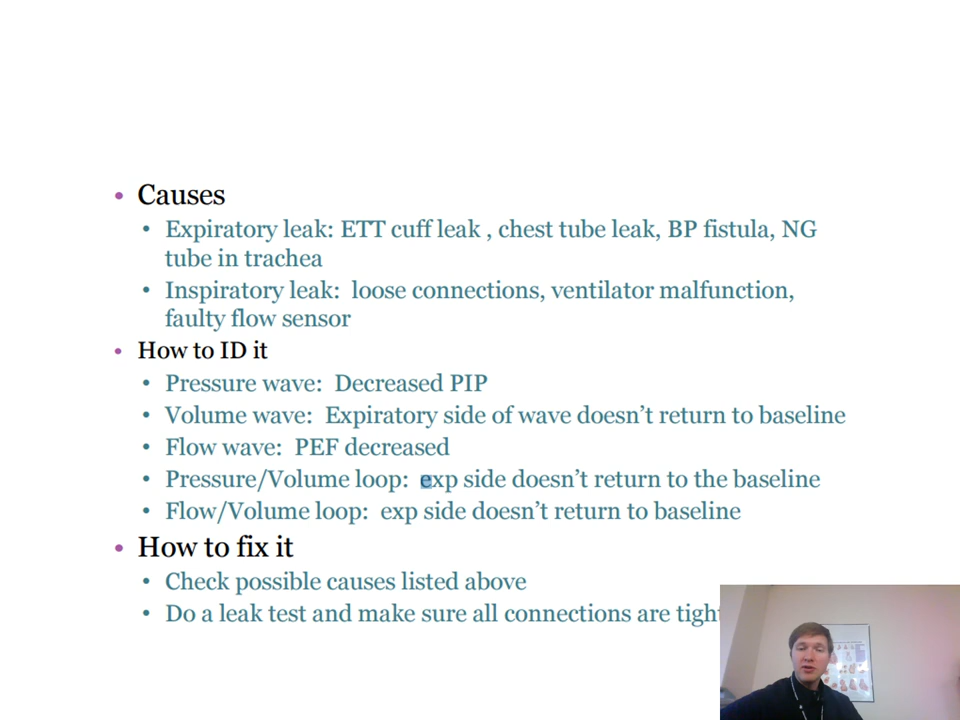 • Causes
• Expiratory leak: ETT cuff leak , chest tube leak, BP fistula, NG
tube in trachea
• Inspiratory leak: loose connections, ventilator malfunction,
faulty flow sensor
• How to ID it
• Pressure wave: Decreased PIP
• Volume wave: Expiratory side of wave doesn’t return to baseline
• Flow wave: PEF decreased
• Pressure/Volume loop: exp side doesn’t return to the baseline
• Flow/Volume loop: exp side doesn’t return to baseline
• How to fix it
• Check possible causes listed above
• Do a leak test and make sure all connections are tight